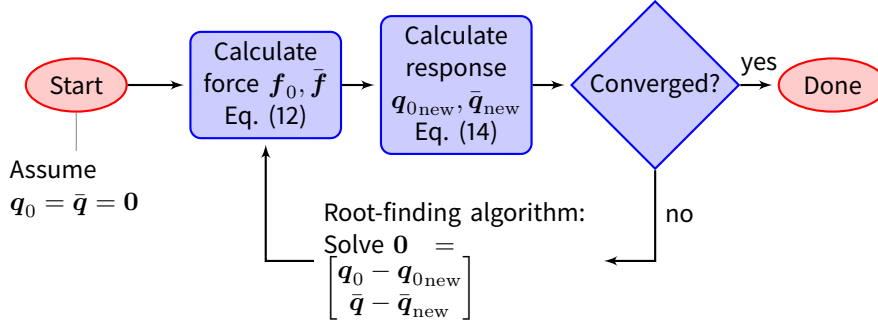 Start
Assume
𝒒₀ = 𝒒̄ = 𝟎
Calculate
force 𝒇₀, 𝒇̄
Eq. (12)
Calculate
response
𝒒₀ₙₑw, 𝒒̄ₙₑw
Eq. (14)
Converged?
yes
Done
no
Root-finding algorithm:
Solve 𝟎 =
[𝒒₀ − 𝒒₀ₙₑw]
[𝒒̄ − 𝒒̄ₙₑw]